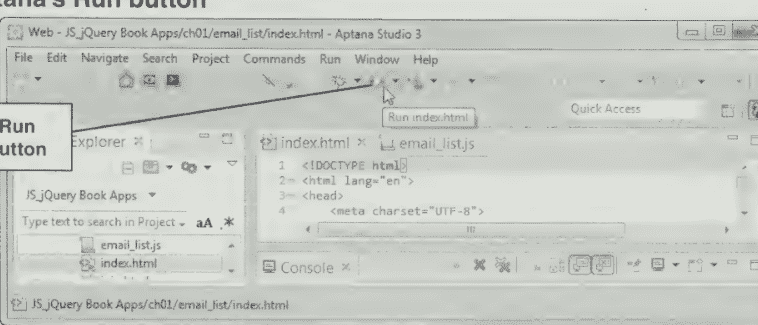 tana's Run button
Web - JS_jQuery Book Apps/ch01/email_list/index.html - Aptana Studio 3
File Edit Navigate Search Project Commands Run Window Help
Run index.html
Quick Access
Run
utton
Explorer
index.html
email_list.js
1 <!DOCTYPE html>
2 <html lang="en">
3 <head>
4 <meta charset="UTF-8">
JS_jQuery Book Apps
Type text to search in Project aA .*
email_list.js
index.html
Console
JS_jQuery Book Apps/ch01/email_list/index.html